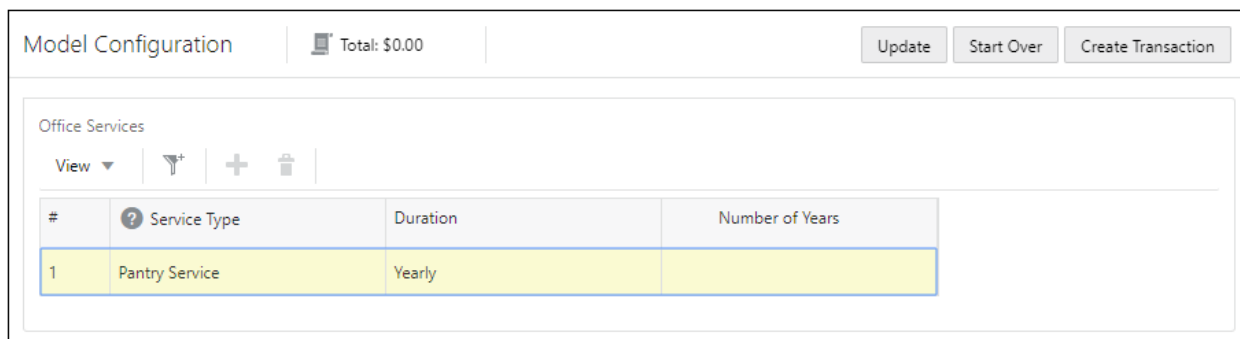 Model Configuration Total: $0.00 Update Start Over Create Transaction
Office Services
View
# Service Type Duration Number of Years
1 Pantry Service Yearly